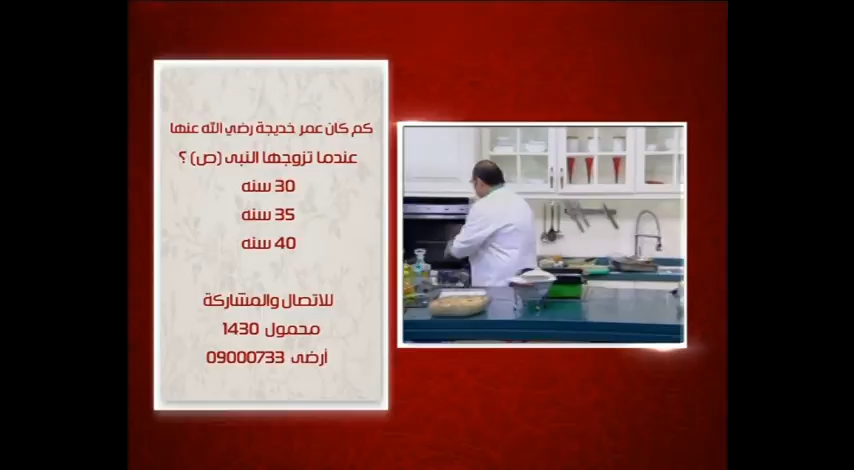 كم كان عمر خديجة رضي الله عنها
عندما تزوجها النبى (ص) ؟
30 سنه
35 سنه
40 سنه
للاتصال والمشاركة
محمول 1430
أرضى 09000733